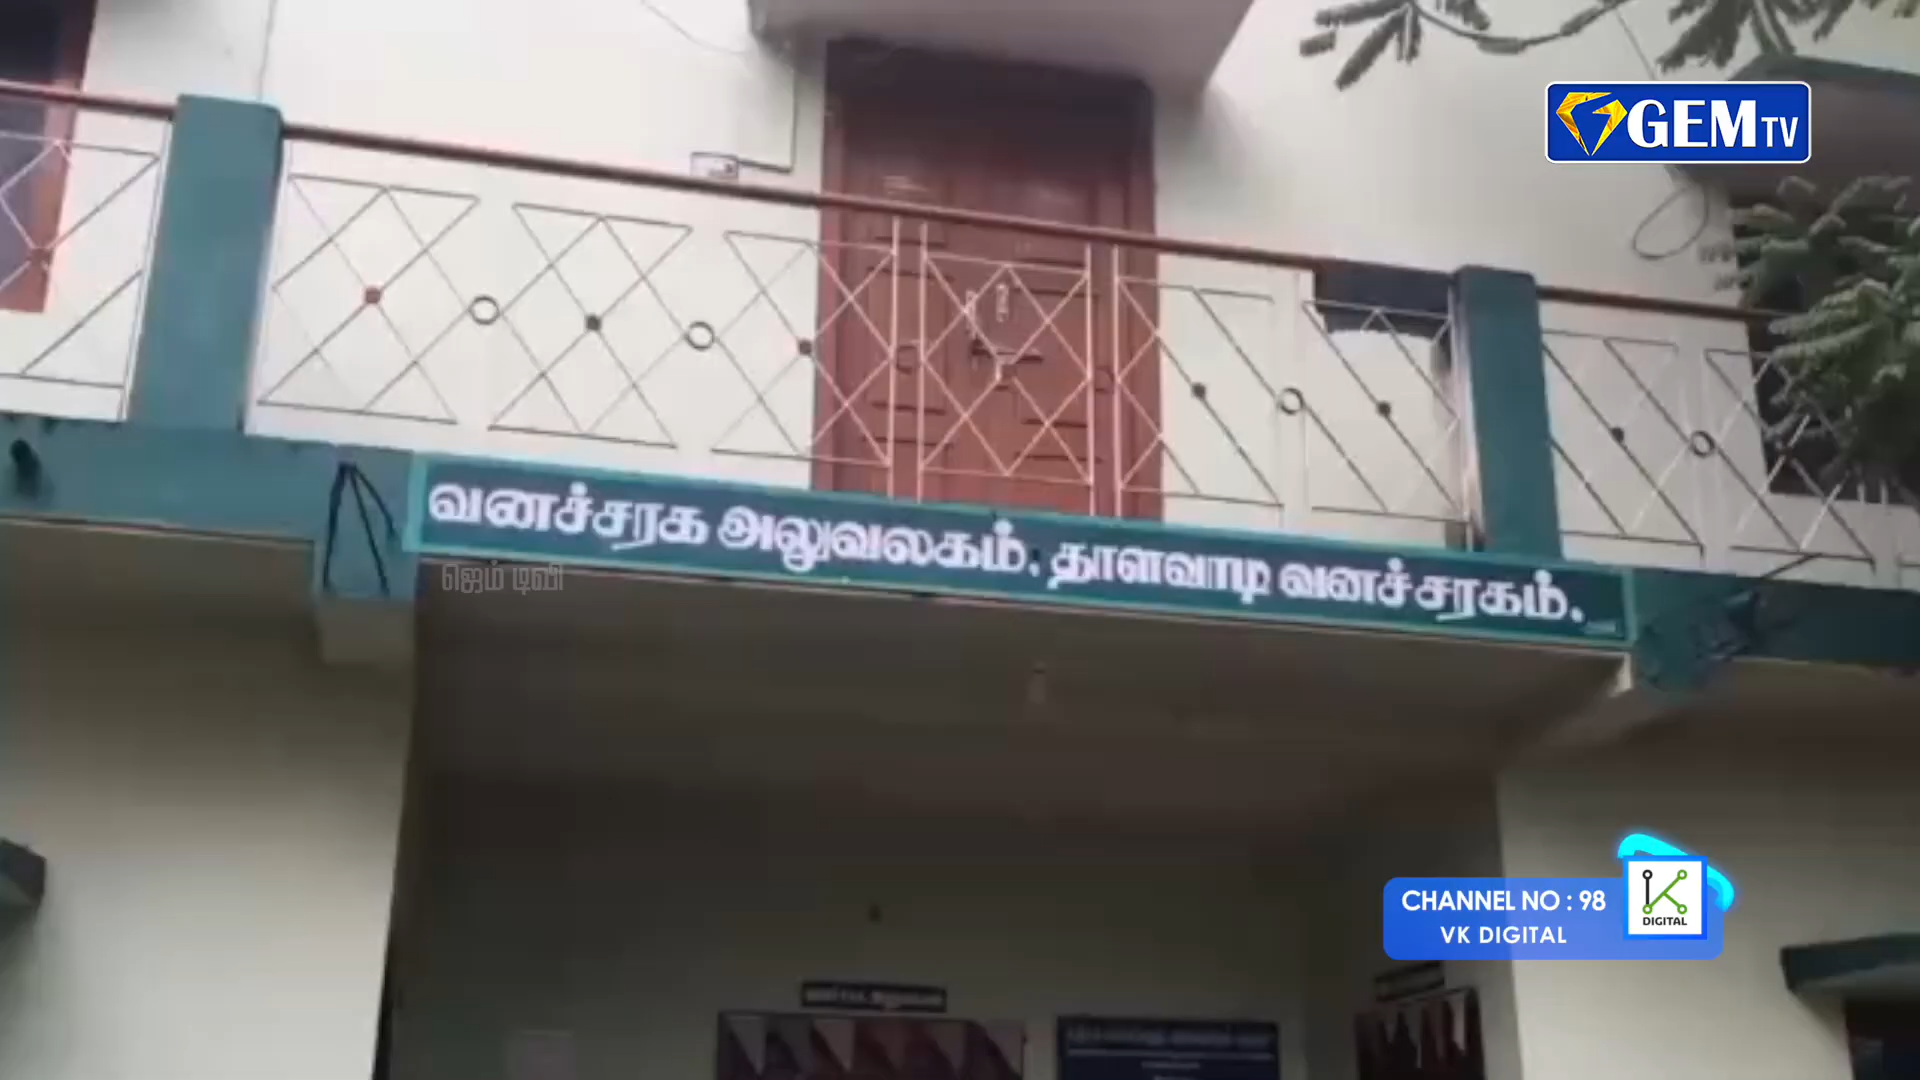 GEM TV
வனச்சரக அலுவலகம். தாளவாடி வனச்சரகம்.
ஜெம் டிவி
CHANNEL NO : 98
VK DIGITAL
K
DIGITAL